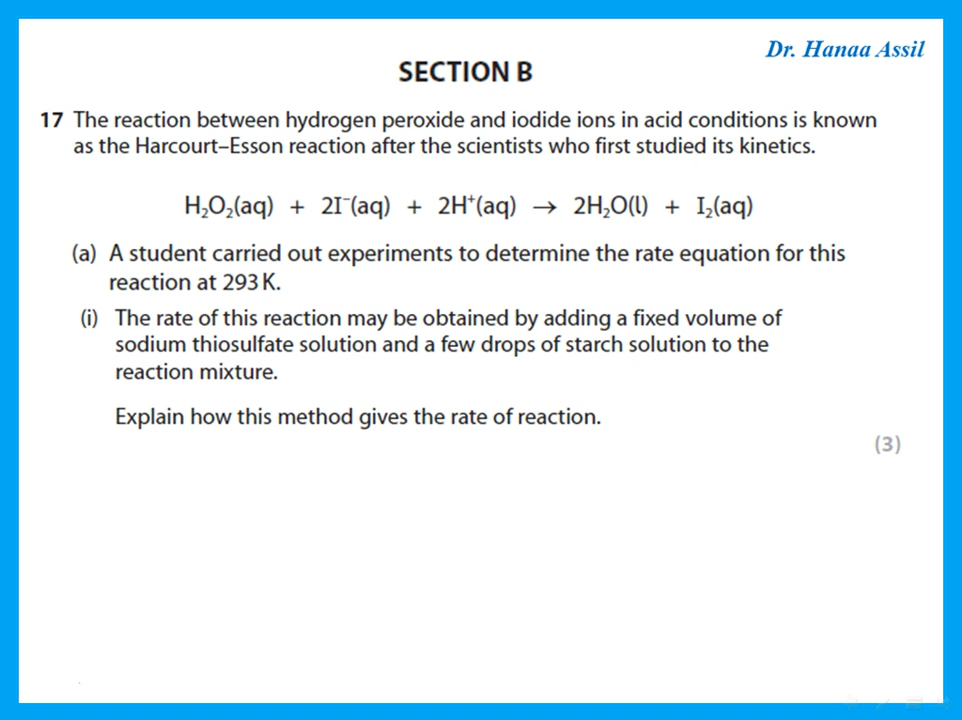 Dr. Hanaa Assil
SECTION B
17 The reaction between hydrogen peroxide and iodide ions in acid conditions is known
as the Harcourt–Esson reaction after the scientists who first studied its kinetics.
H₂O₂(aq) + 2I⁻(aq) + 2H⁺(aq) → 2H₂O(l) + I₂(aq)
(a) A student carried out experiments to determine the rate equation for this
reaction at 293 K.
(i) The rate of this reaction may be obtained by adding a fixed volume of
sodium thiosulfate solution and a few drops of starch solution to the
reaction mixture.
Explain how this method gives the rate of reaction.
(3)